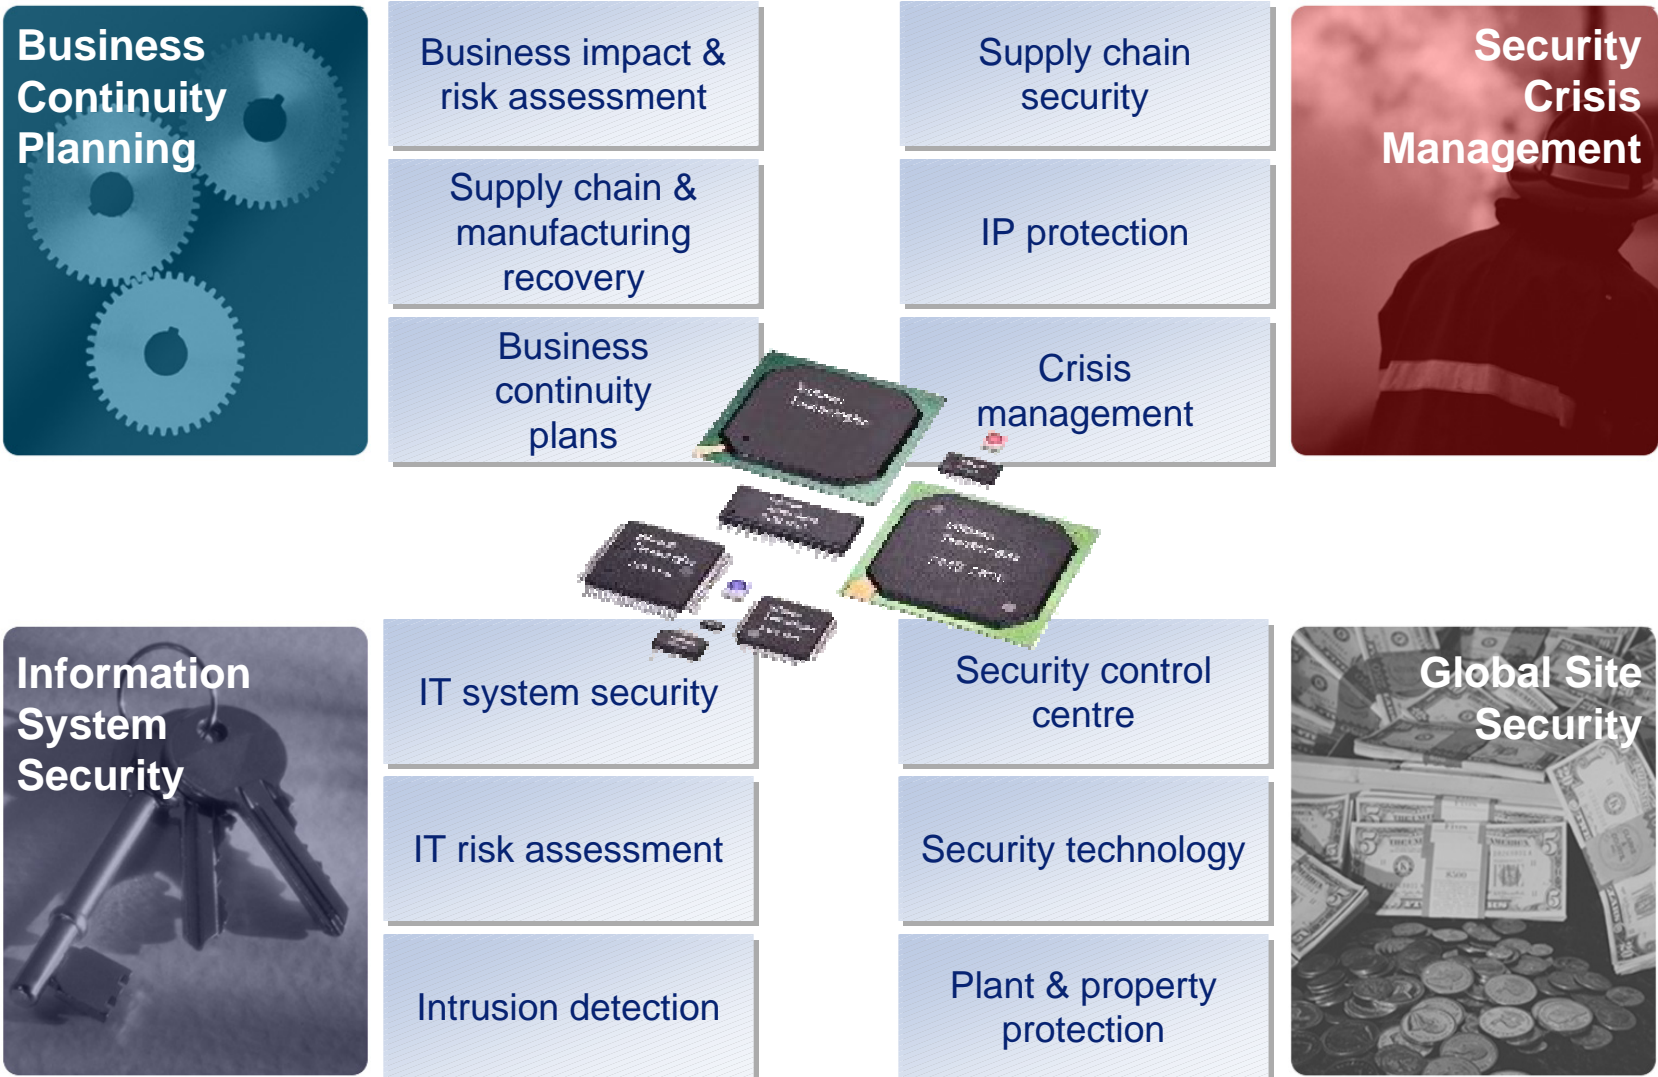 Business
Continuity
Planning
Business impact &
risk assessment
Supply chain &
manufacturing
recovery
Business
continuity
plans
Supply chain
security
IP protection
Crisis
management
Security
Crisis
Management
Information
System
Security
IT system security
IT risk assessment
Intrusion detection
Security control
centre
Security technology
Plant & property
protection
Global Site
Security